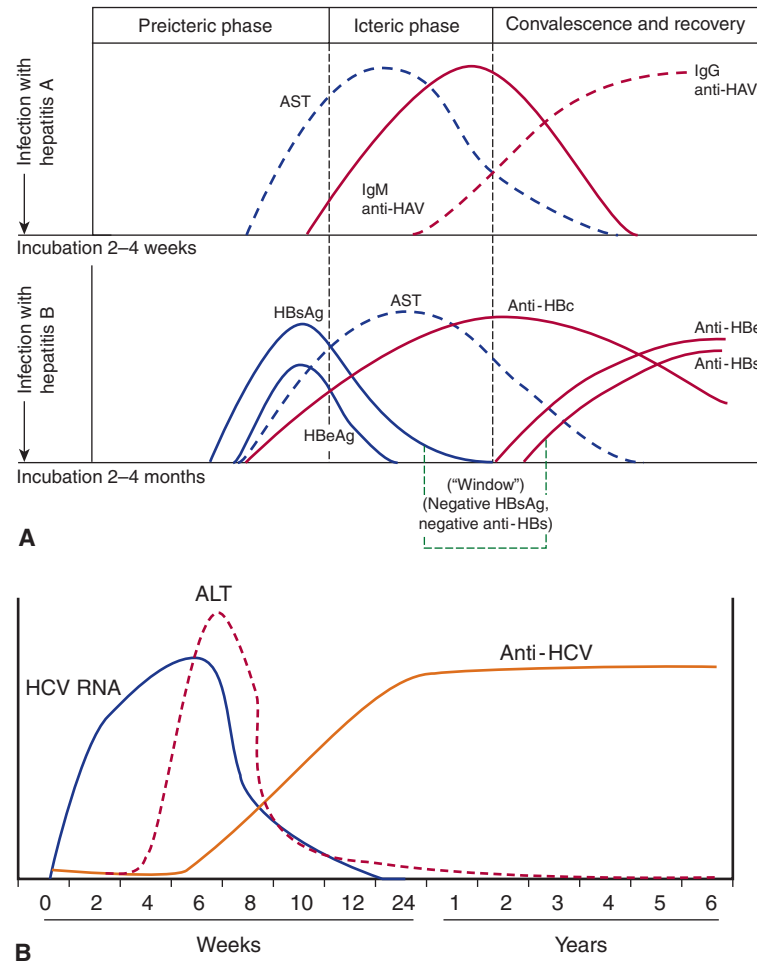 Preicteric phase
Icteric phase
Convalescence and recovery
Infection with
hepatitis A
AST
IgM
anti-HAV
IgG
anti-HAV
Incubation 2–4 weeks
Infection with
hepatitis B
HBsAg
HBeAg
AST
Anti-HBc
Anti-HBe
Anti-HBs
Incubation 2–4 months
(“Window”)
(Negative HBsAg,
negative anti-HBs)
A
ALT
HCV RNA
Anti-HCV
0 2 4 6 8 10 12 24 1 2 3 4 5 6
Weeks
Years
B